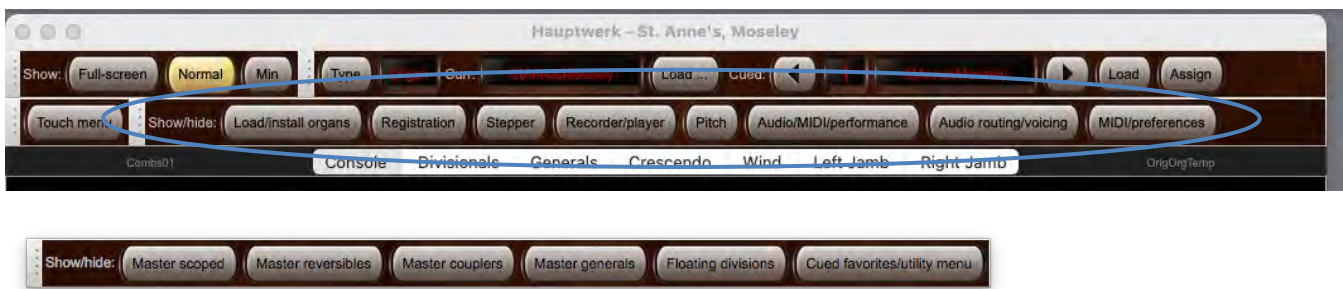 Hauptwerk – St. Anne's, Moseley
Show: Full-screen Normal Min Type Curr: Load ... Cued: Load Assign
Touch menu Show/hide: Load/install organs Registration Stepper Recorder/player Pitch Audio/MIDI/performance Audio routing/voicing MIDI/preferences
Combs01 Console Divisionals Generals Crescendo Wind Left Jamb Right Jamb OrigOrgTemp
Show/hide: Master scoped Master reversibles Master couplers Master generals Floating divisions Cued favorites/utility menu